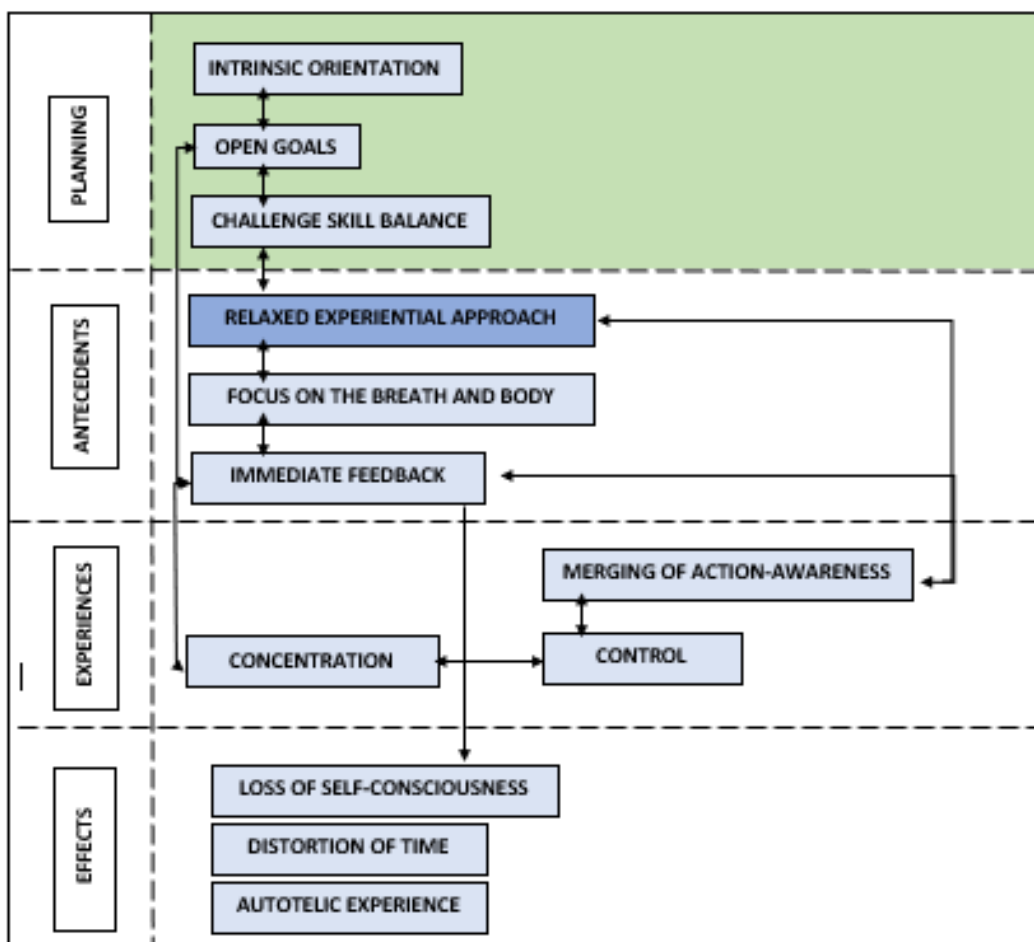 PLANNING
INTRINSIC ORIENTATION
OPEN GOALS
CHALLENGE SKILL BALANCE
ANTECEDENTS
RELAXED EXPERIENTIAL APPROACH
FOCUS ON THE BREATH AND BODY
IMMEDIATE FEEDBACK
EXPERIENCES
MERGING OF ACTION-AWARENESS
CONCENTRATION
CONTROL
EFFECTS
LOSS OF SELF-CONSCIOUSNESS
DISTORTION OF TIME
AUTOTELIC EXPERIENCE